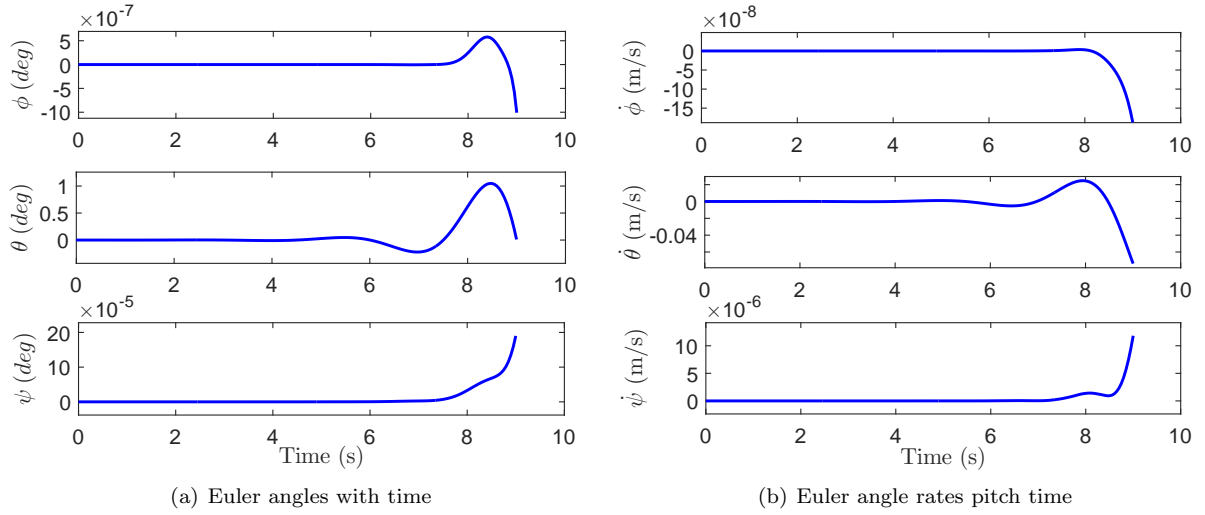 ×10⁻⁷
5
0
-5
-10
ϕ (deg)
0 2 4 6 8 10
1
0.5
0
θ (deg)
0 2 4 6 8 10
×10⁻⁵
20
10
0
ψ (deg)
0 2 4 6 8 10
Time (s)
(a) Euler angles with time
×10⁻⁸
0
-5
-10
-15
ϕ̇ (m/s)
0 2 4 6 8 10
0
-0.04
θ̇ (m/s)
0 2 4 6 8 10
×10⁻⁶
10
5
0
ψ̇ (m/s)
0 2 4 6 8 10
Time (s)
(b) Euler angle rates pitch time